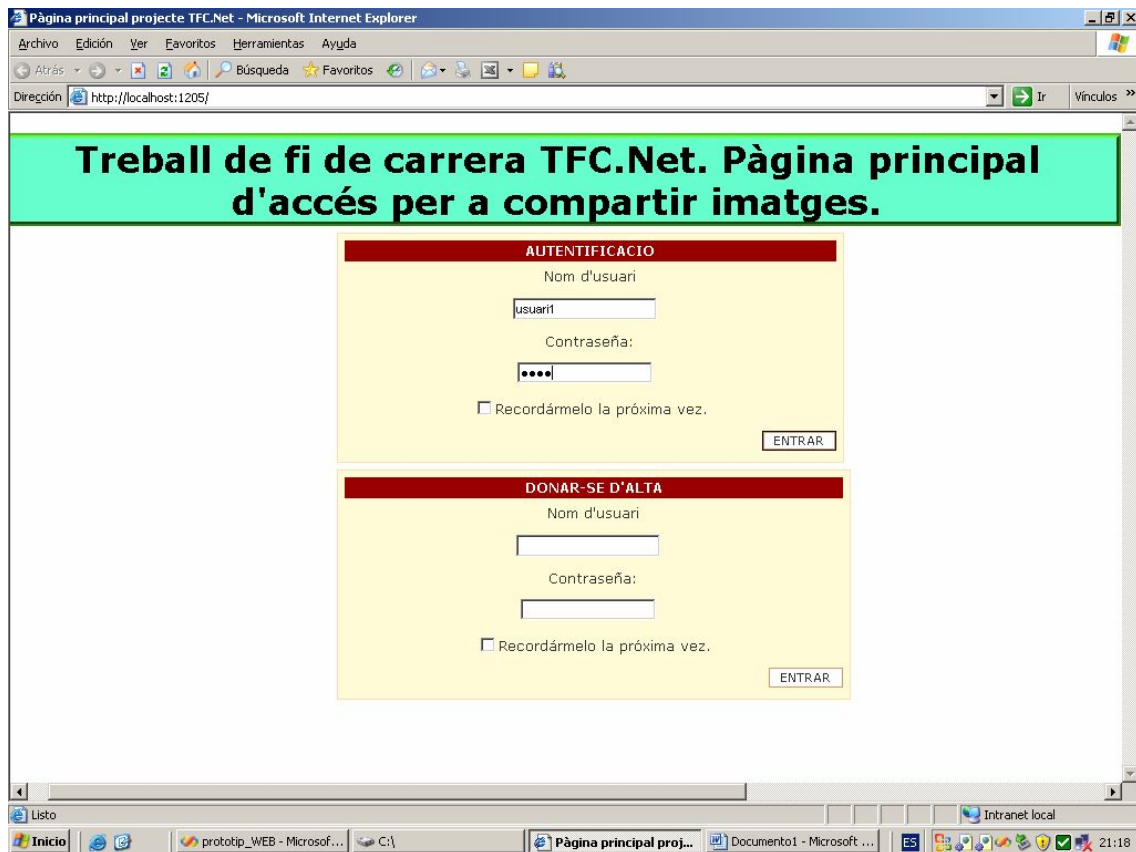 Pàgina principal projecte TFC.Net - Microsoft Internet Explorer
Archivo Edición Ver Favoritos Herramientas Ayuda
Atrás Búsqueda Favoritos
Dirección http://localhost:1205/ Ir Vínculos »
Treball de fi de carrera TFC.Net. Pàgina principal
d'accés per a compartir imatges.
AUTENTIFICACIO
Nom d'usuari
usuari1
Contraseña:
••••
Recordármelo la próxima vez.
ENTRAR
DONAR-SE D'ALTA
Nom d'usuari
Contraseña:
Recordármelo la próxima vez.
ENTRAR
Listo Intranet local
Inicio prototip_WEB - Microsof... C:\ Pàgina principal proj... Documento1 - Microsoft ... ES 21:18